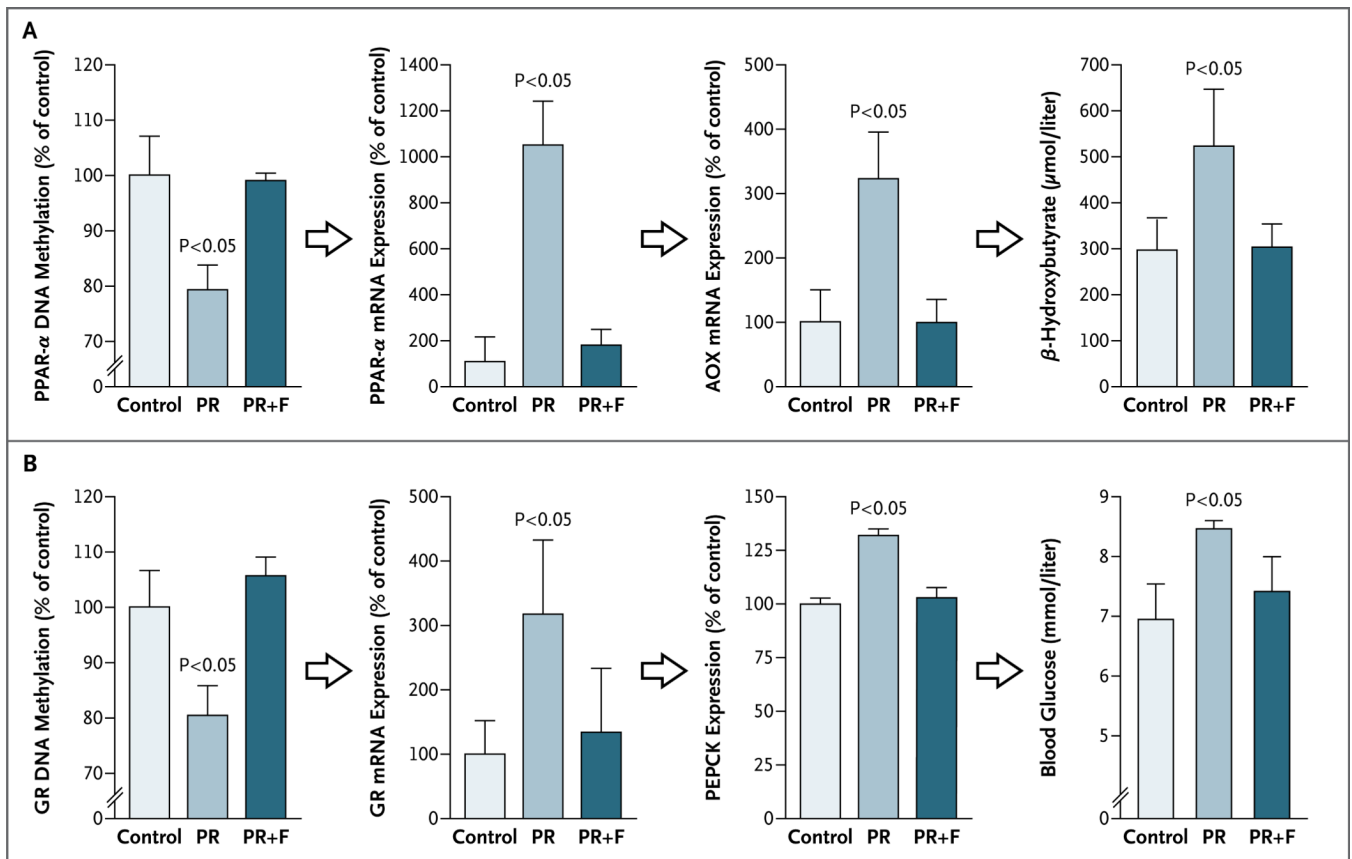 A
PPAR-α DNA Methylation (% of control)
120
110
100
90
80
70
0
P<0.05
Control PR PR+F
PPAR-α mRNA Expression (% of control)
1400
1200
1000
800
600
400
200
0
P<0.05
Control PR PR+F
AOX mRNA Expression (% of control)
500
400
300
200
100
0
P<0.05
Control PR PR+F
β-Hydroxybutyrate (μmol/liter)
700
600
500
400
300
200
100
0
P<0.05
Control PR PR+F
B
GR DNA Methylation (% of control)
120
110
100
90
80
70
0
P<0.05
Control PR PR+F
GR mRNA Expression (% of control)
500
400
300
200
100
0
P<0.05
Control PR PR+F
PEPCK Expression (% of control)
150
125
100
75
50
25
0
P<0.05
Control PR PR+F
Blood Glucose (mmol/liter)
9
8
7
6
5
0
P<0.05
Control PR PR+F